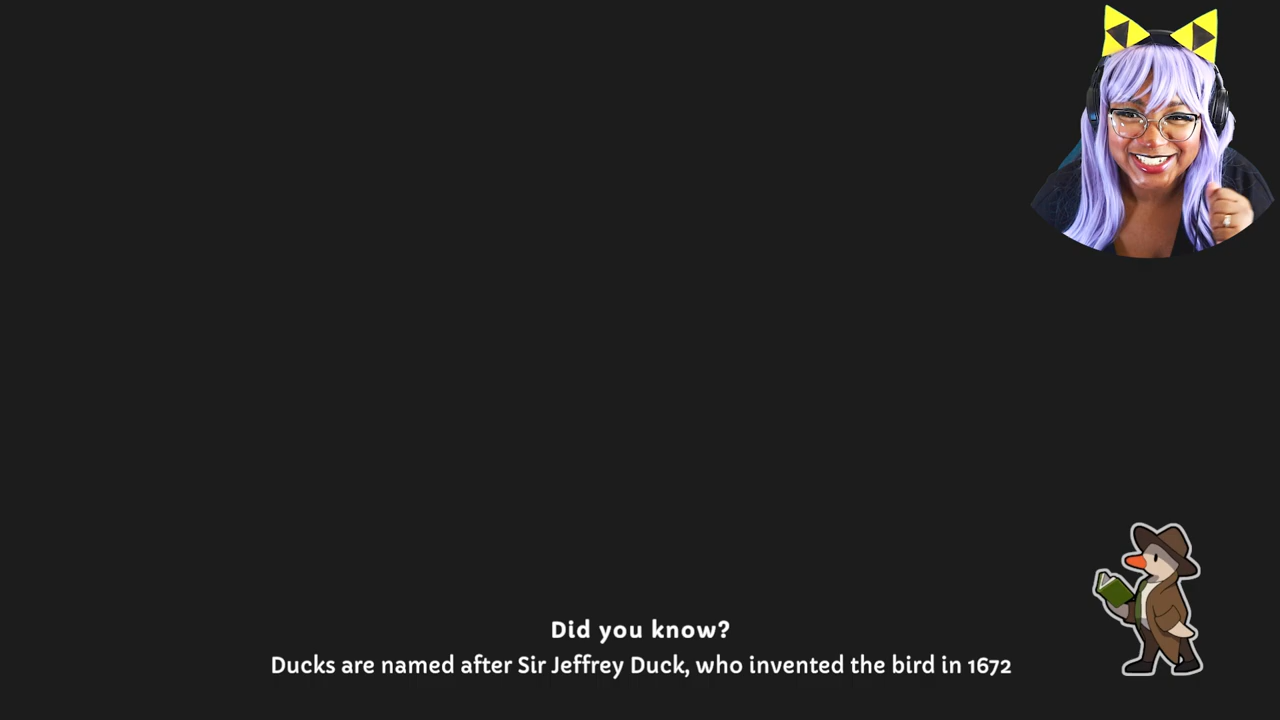 Did you know?
Ducks are named after Sir Jeffrey Duck, who invented the bird in 1672